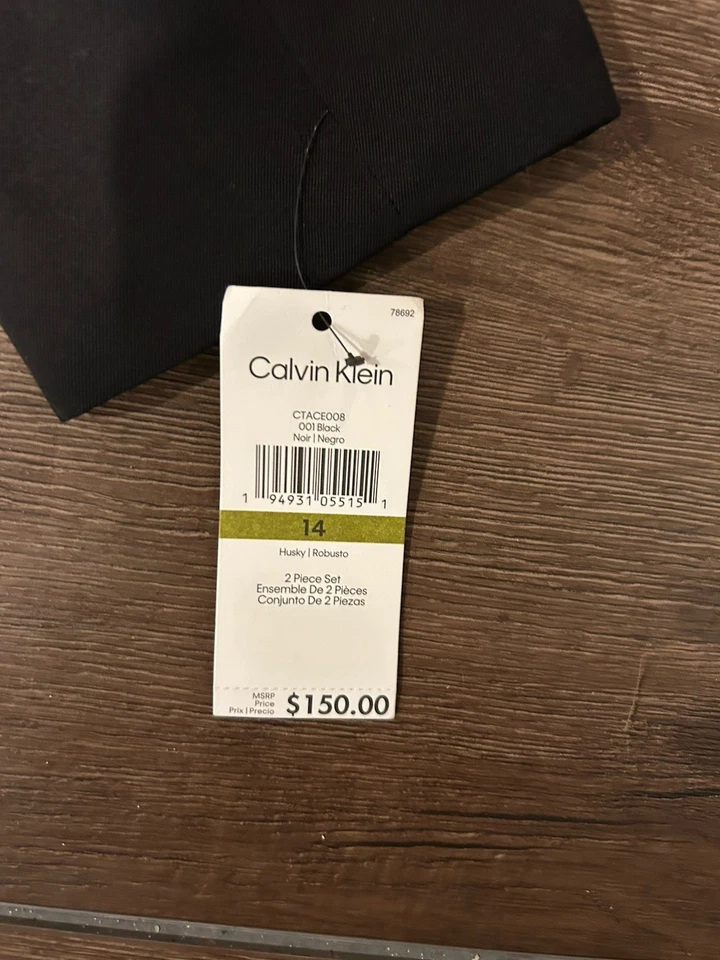 78692
Calvin Klein
CTACE008
001 Black
Noir | Negro
1 94931 05515 1
14
Husky | Robusto
2 Piece Set
Ensemble De 2 Pièces
Conjunto De 2 Piezas
MSRP
Price
Prix | Precio
$150.00